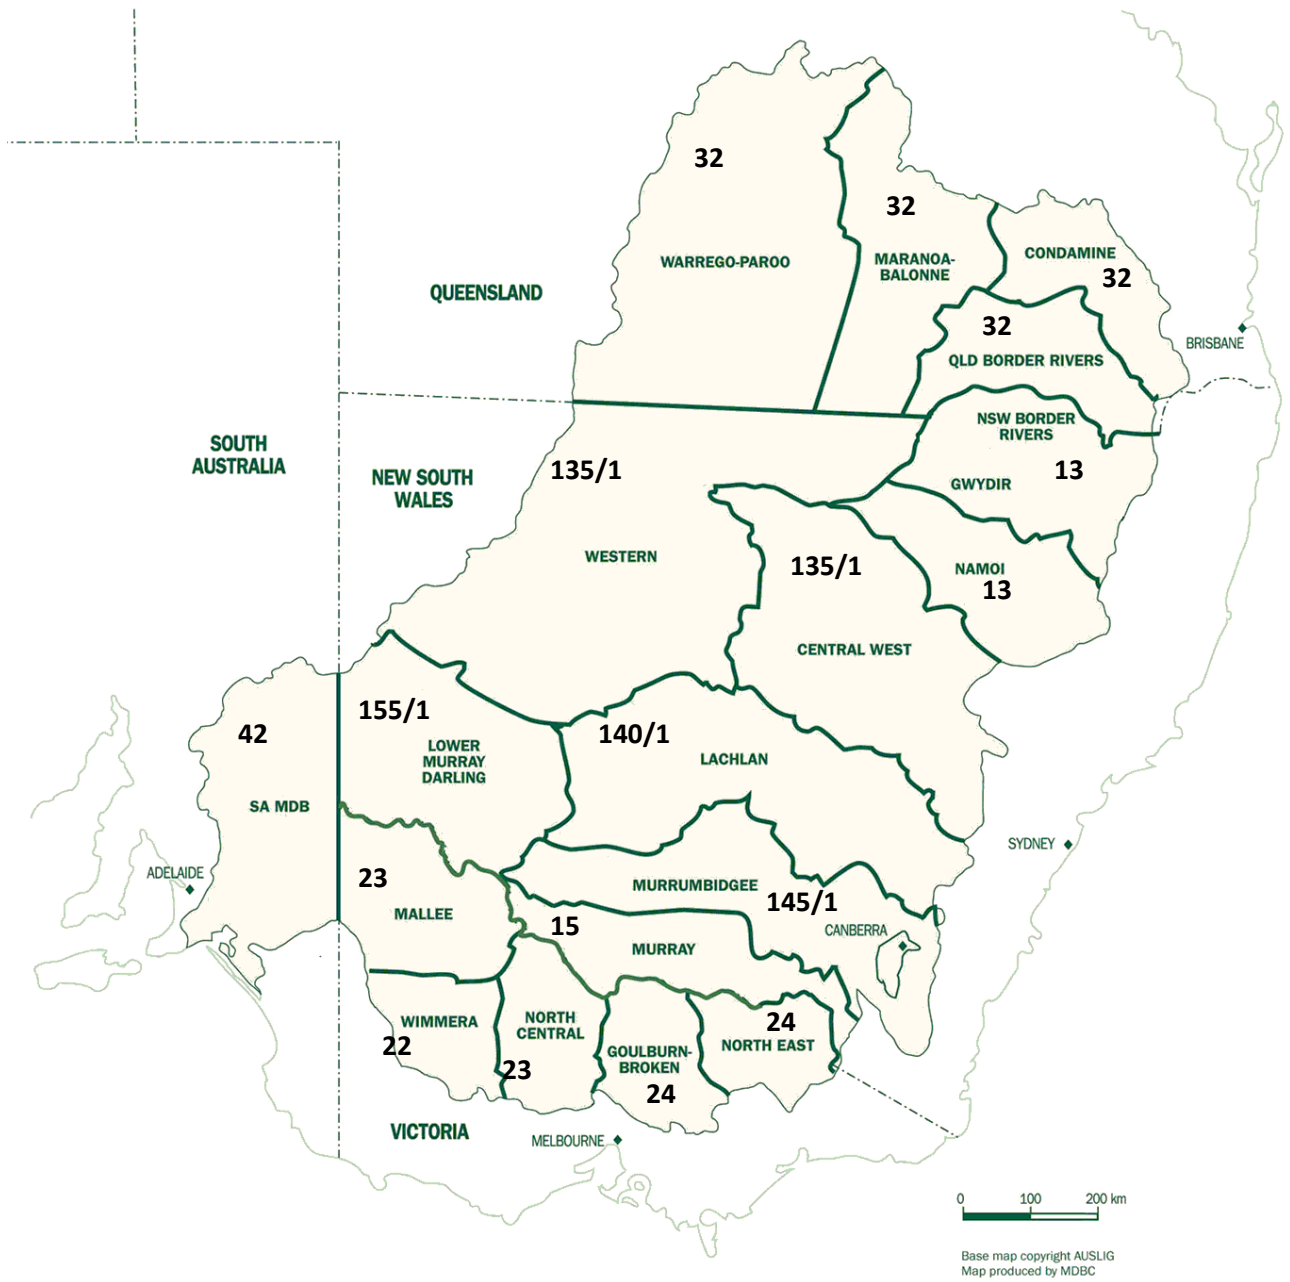 32
32
WARREGO-PAROO
MARANOA-
BALONNE
CONDAMINE
32
QUEENSLAND
32
BRISBANE
QLD BORDER RIVERS
NSW BORDER
RIVERS
SOUTH
AUSTRALIA
NEW SOUTH
WALES
135/1
GWYDIR
13
WESTERN
135/1
NAMOI
13
CENTRAL WEST
155/1
42
140/1
LOWER
MURRAY
DARLING
LACHLAN
SA MDB
SYDNEY
ADELAIDE
23
MURRUMBIDGEE
145/1
MALLEE
15
CANBERRA
MURRAY
WIMMERA
NORTH
CENTRAL
24
22
GOULBURN-
BROKEN
NORTH EAST
23
24
VICTORIA
MELBOURNE
0 100 200 km
Base map copyright AUSLIG
Map produced by MDBC